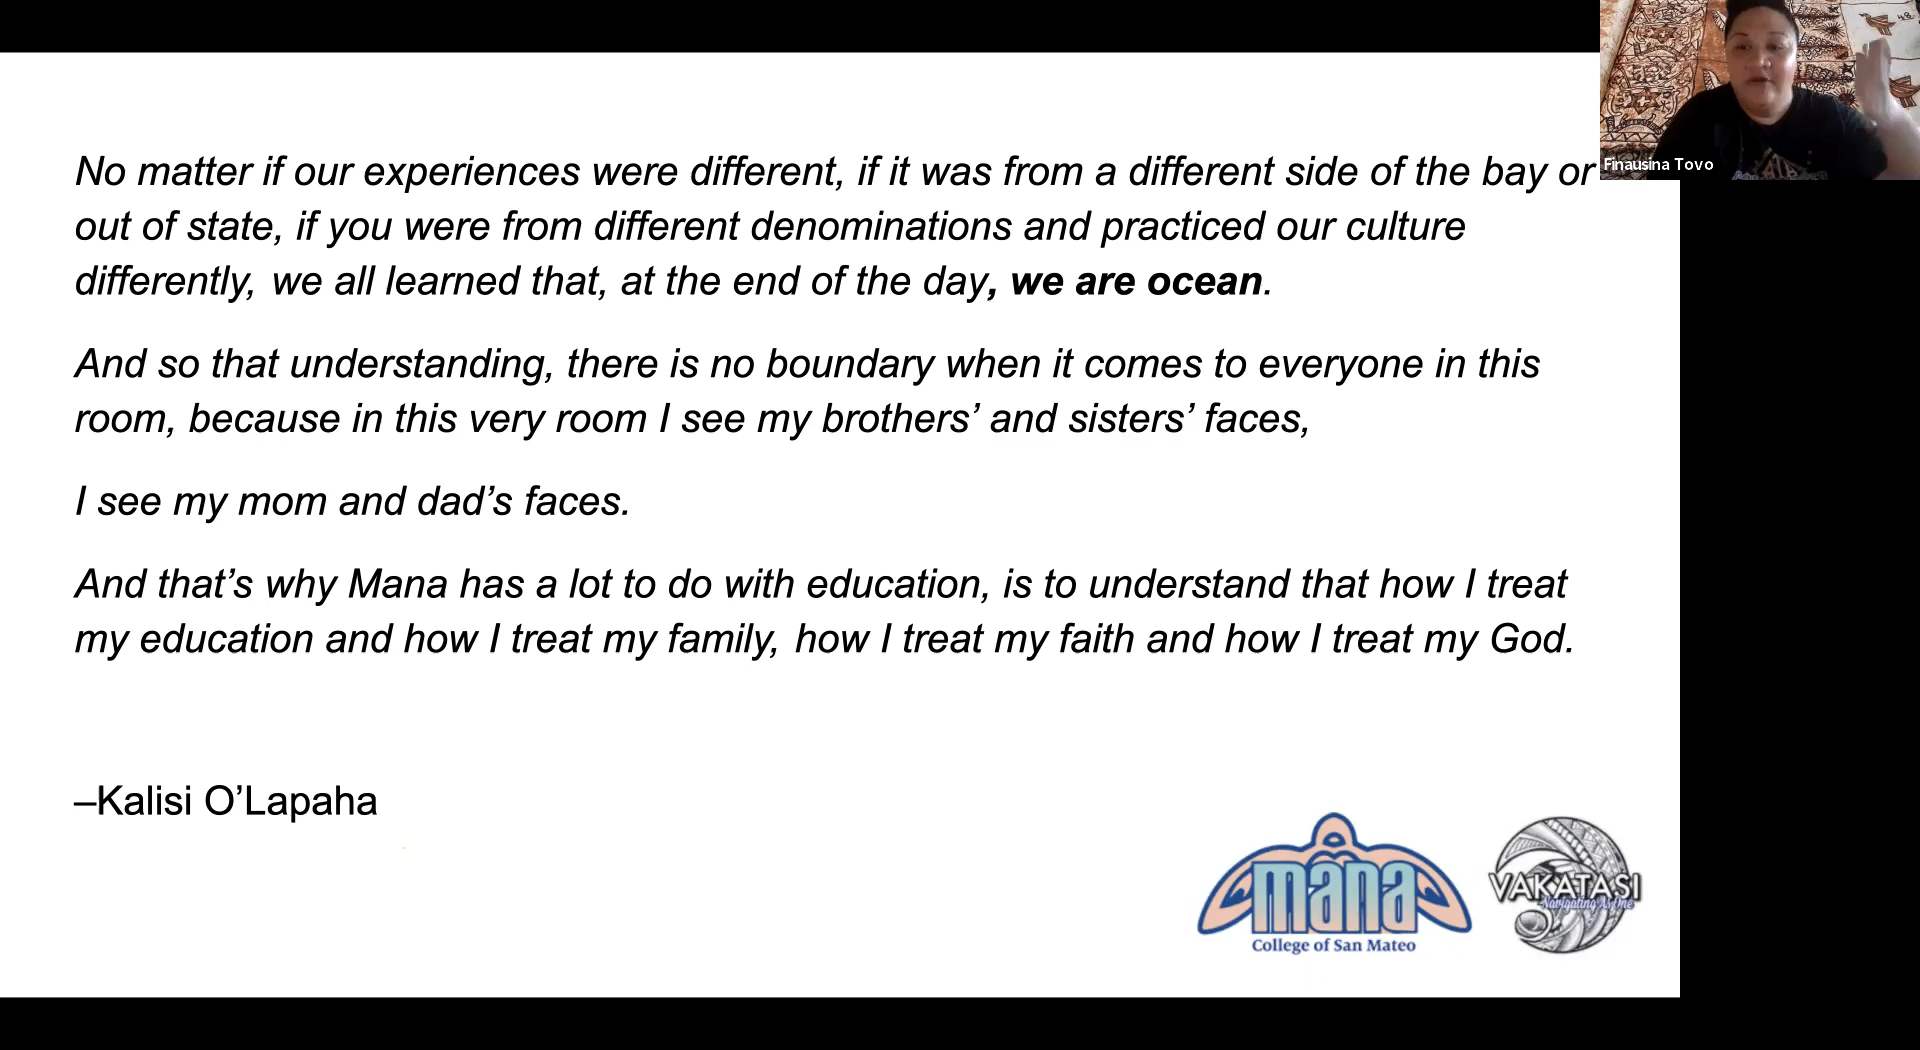 No matter if our experiences were different, if it was from a different side of the bay or
out of state, if you were from different denominations and practiced our culture
differently, we all learned that, at the end of the day, we are ocean.
And so that understanding, there is no boundary when it comes to everyone in this
room, because in this very room I see my brothers’ and sisters’ faces,
I see my mom and dad’s faces.
And that’s why Mana has a lot to do with education, is to understand that how I treat
my education and how I treat my family, how I treat my faith and how I treat my God.
–Kalisi O’Lapaha
mana
College of San Mateo
VAKATASI
Navigating As One
Finausina Tovo